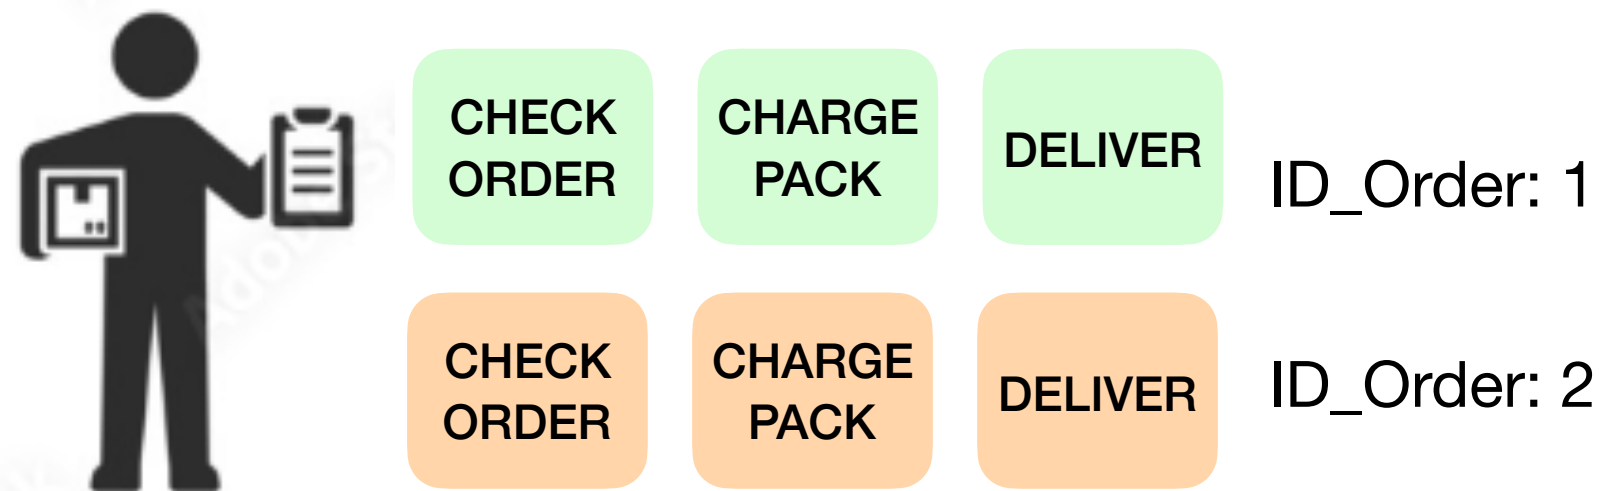 CHECK
ORDER
CHARGE
PACK
DELIVER
ID_Order: 1
CHECK
ORDER
CHARGE
PACK
DELIVER
ID_Order: 2